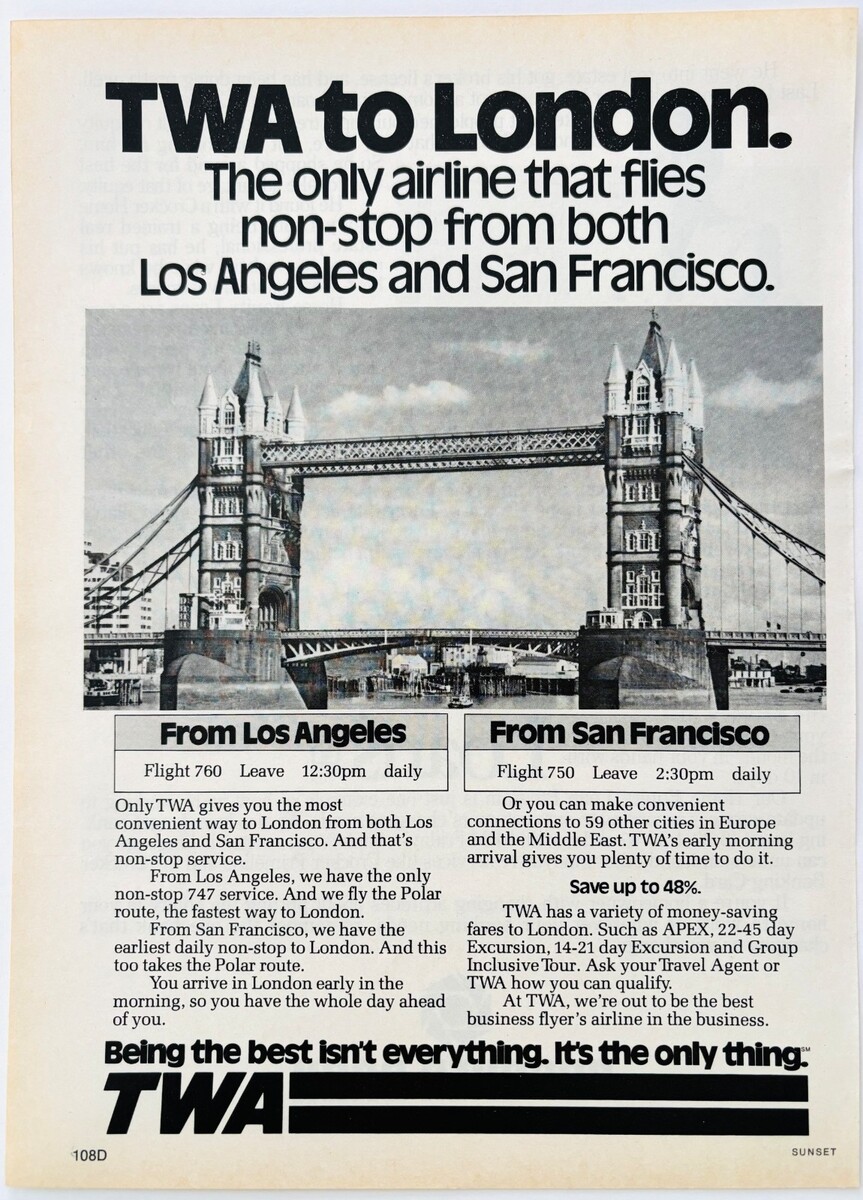 TWA to London.
The only airline that flies
non-stop from both
Los Angeles and San Francisco.
From Los Angeles
Flight 760 Leave 12:30pm daily
Only TWA gives you the most
convenient way to London from both Los
Angeles and San Francisco. And that's
non-stop service.
From Los Angeles, we have the only
non-stop 747 service. And we fly the Polar
route, the fastest way to London.
From San Francisco, we have the
earliest daily non-stop to London. And this
too takes the Polar route.
You arrive in London early in the
morning, so you have the whole day ahead
of you.
From San Francisco
Flight 750 Leave 2:30pm daily
Or you can make convenient
connections to 59 other cities in Europe
and the Middle East. TWA's early morning
arrival gives you plenty of time to do it.
Save up to 48%.
TWA has a variety of money-saving
fares to London. Such as APEX, 22-45 day
Excursion, 14-21 day Excursion and Group
Inclusive Tour. Ask your Travel Agent or
TWA how you can qualify.
At TWA, we're out to be the best
business flyer's airline in the business.
Being the best isn't everything. It's the only thing.℠
TWA
108D
SUNSET